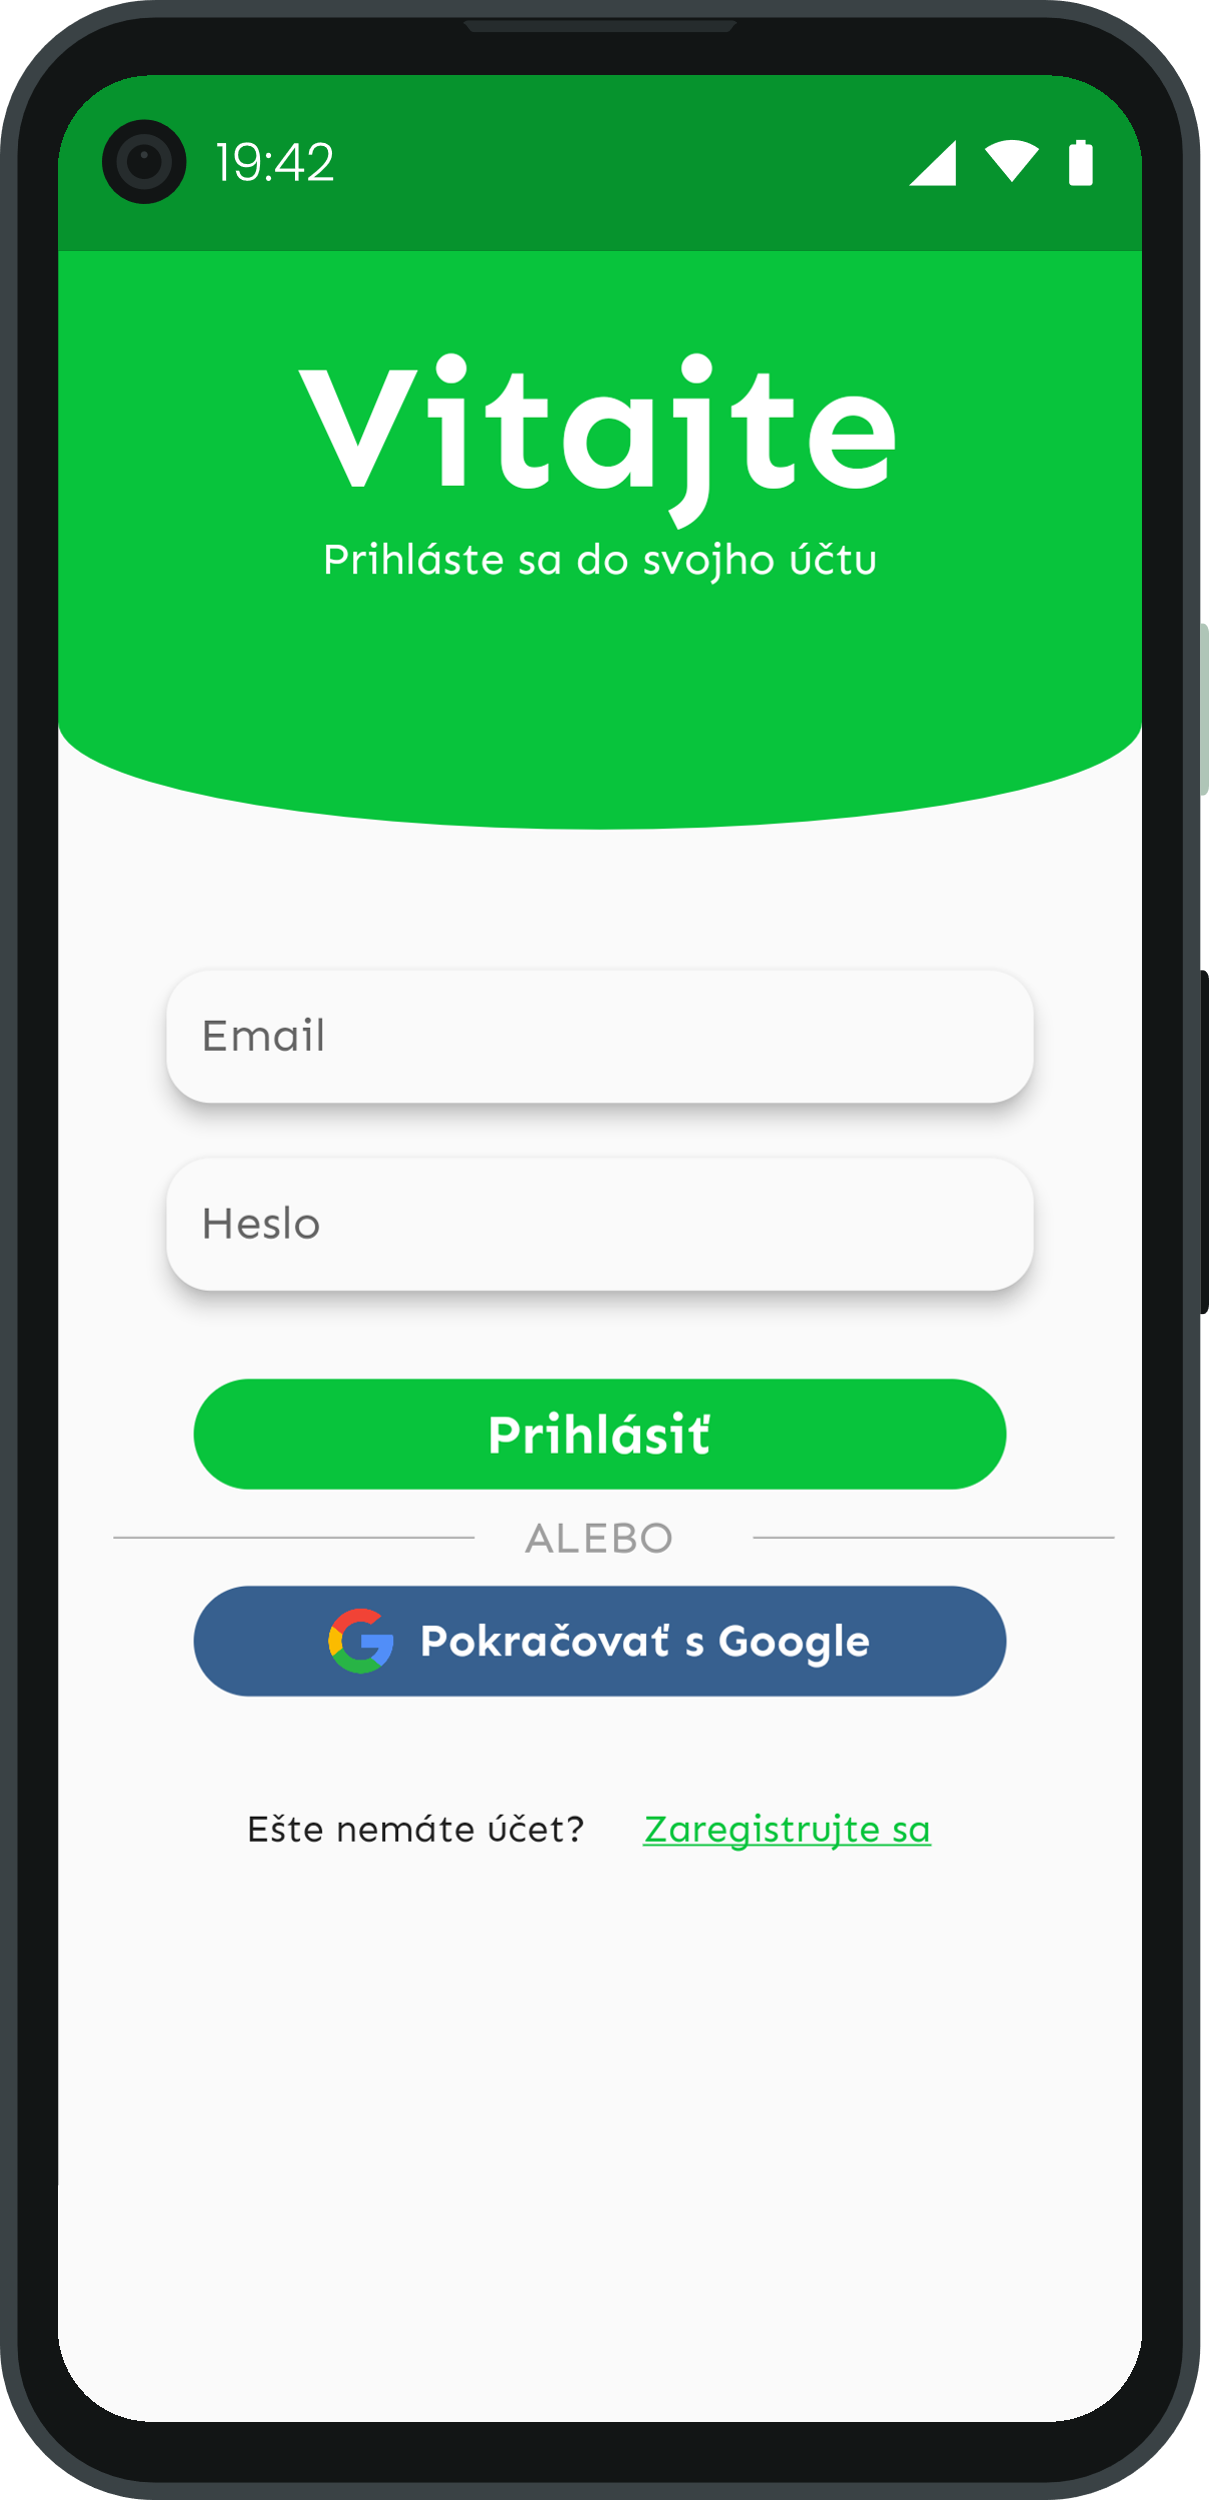 19:42
Vitajte
Prihláste sa do svojho účtu
Email
Heslo
Prihlásiť
ALEBO
Pokračovať s Google
Ešte nemáte účet? Zaregistrujte sa